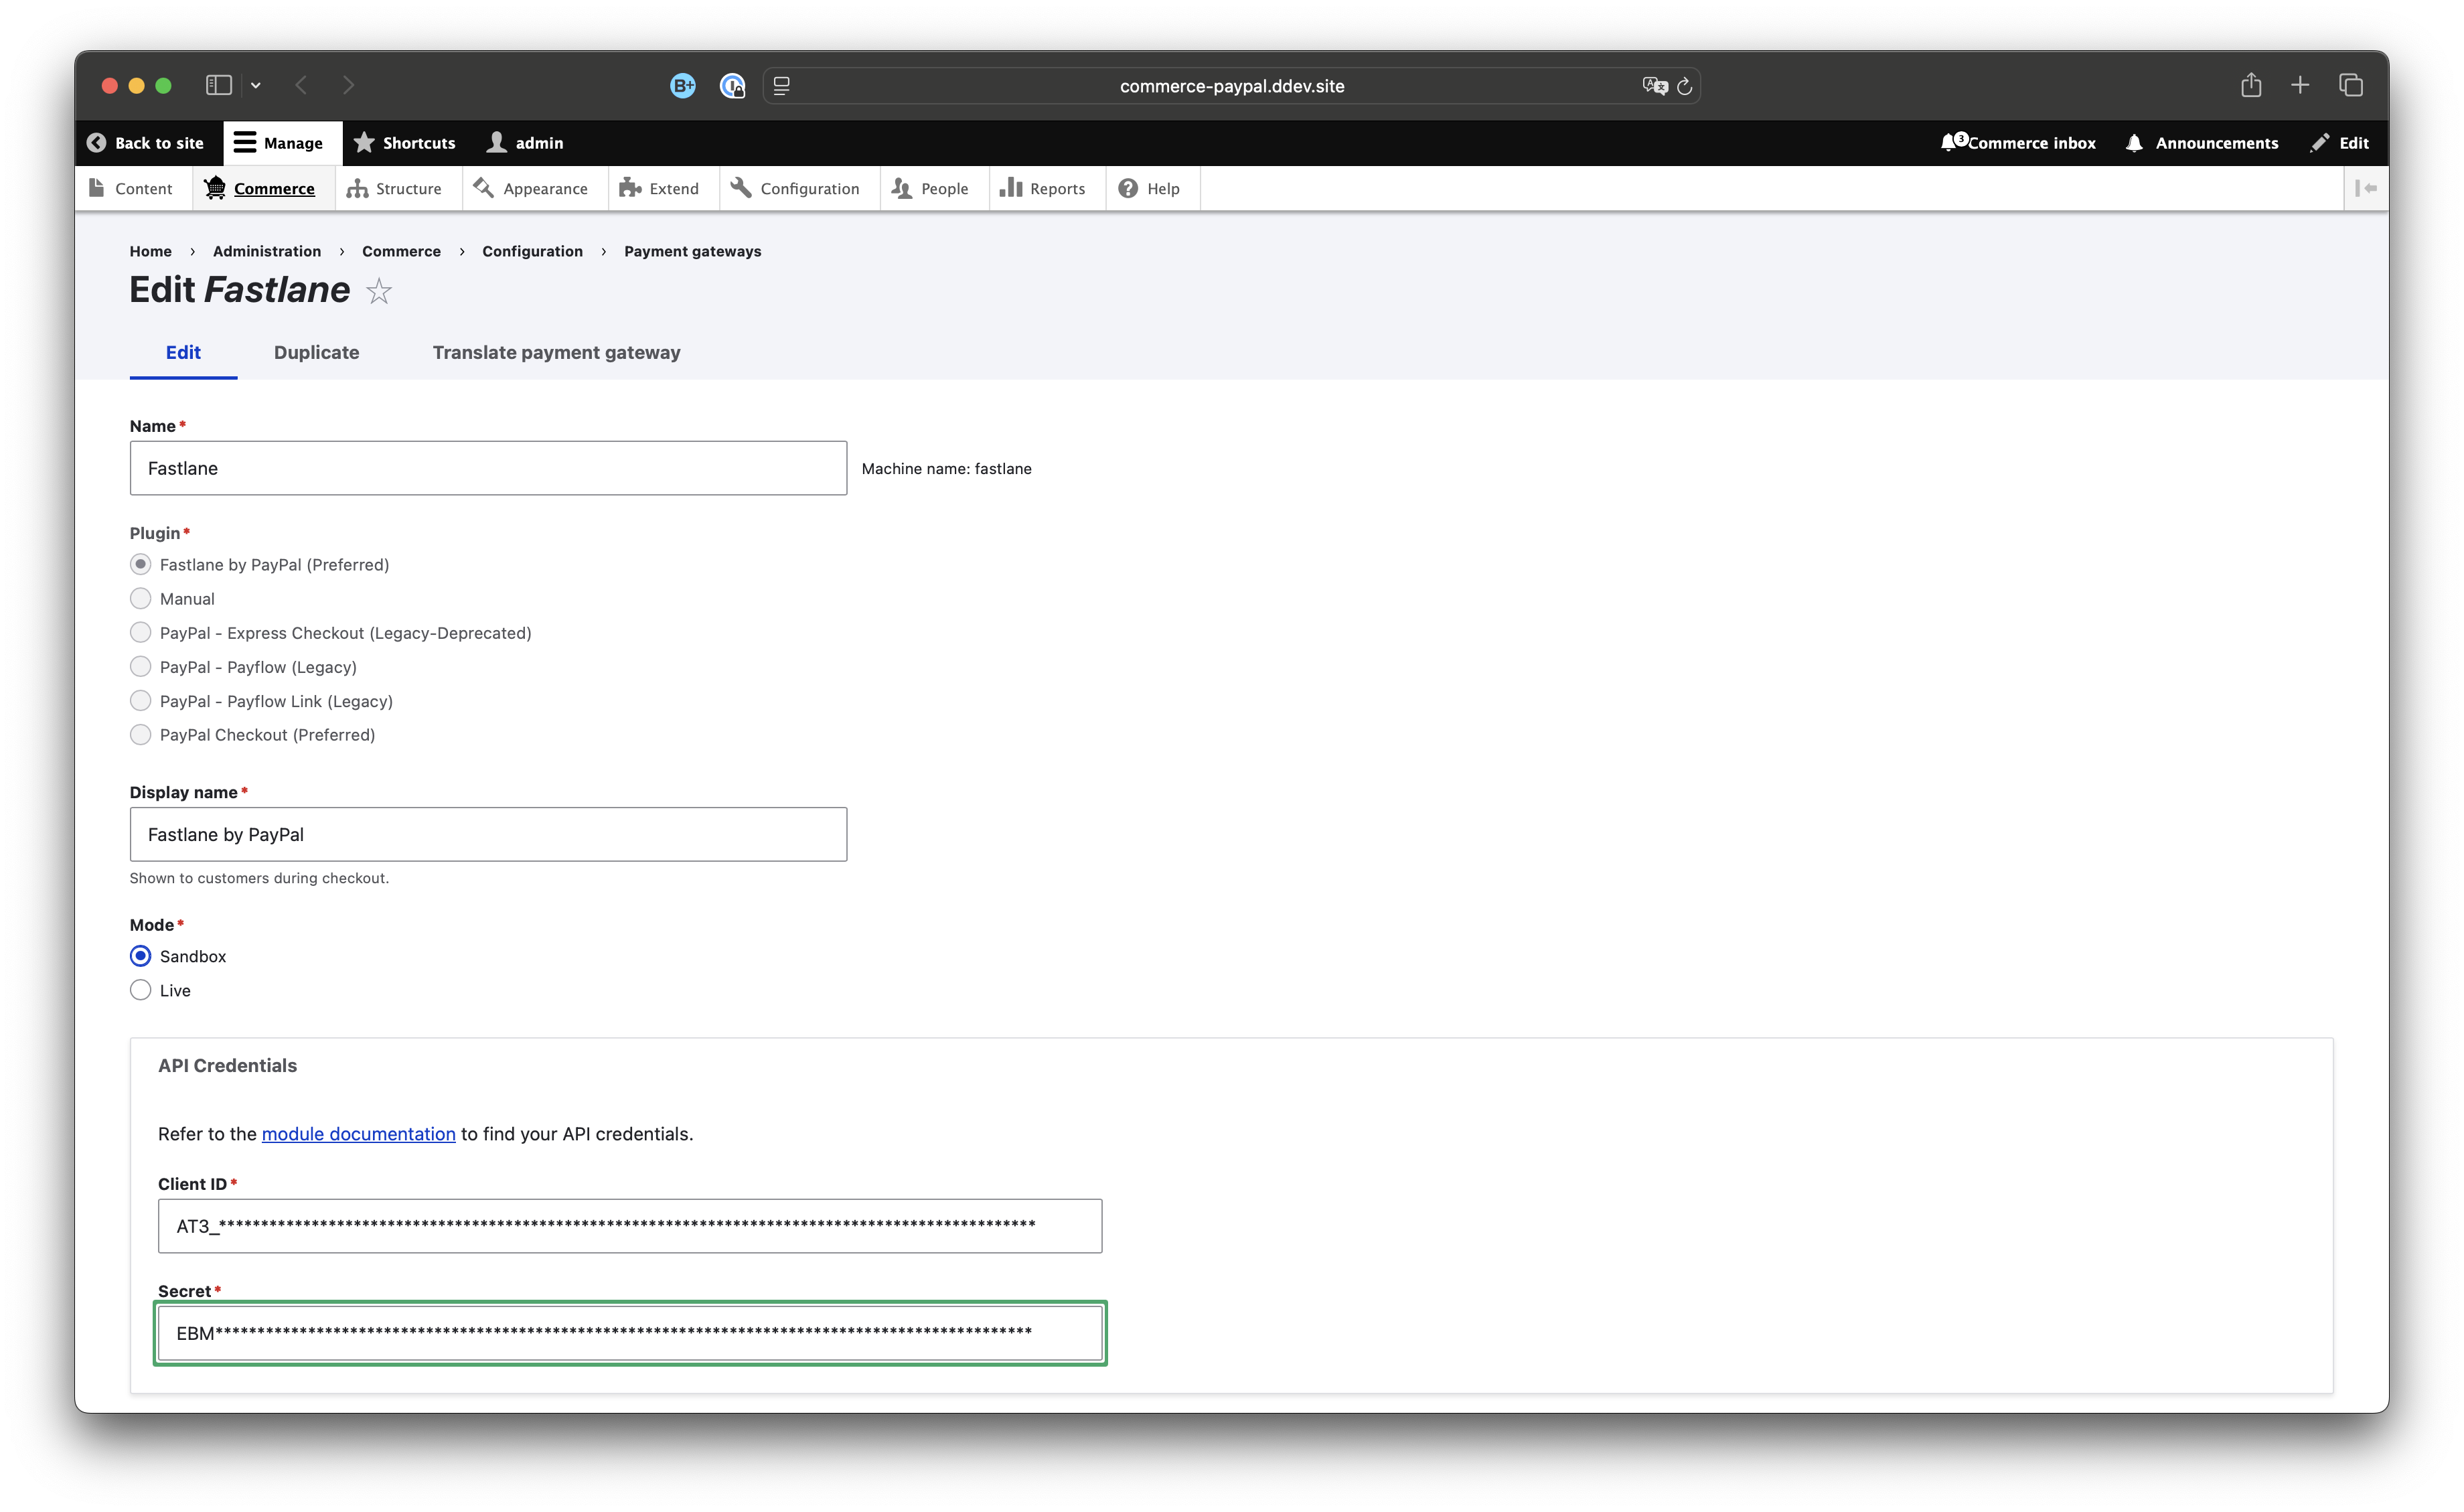 commerce-paypal.ddev.site
Back to site Manage Shortcuts admin 3 Commerce inbox Announcements Edit
Content Commerce Structure Appearance Extend Configuration People Reports Help
Home › Administration › Commerce › Configuration › Payment gateways
Edit Fastlane
Edit Duplicate Translate payment gateway
Name*
Fastlane
Machine name: fastlane
Plugin*
Fastlane by PayPal (Preferred)
Manual
PayPal - Express Checkout (Legacy-Deprecated)
PayPal - Payflow (Legacy)
PayPal - Payflow Link (Legacy)
PayPal Checkout (Preferred)
Display name*
Fastlane by PayPal
Shown to customers during checkout.
Mode*
Sandbox
Live
API Credentials
Refer to the module documentation to find your API credentials.
Client ID*
AT3_*****************************************************************************************************
Secret*
EBM*****************************************************************************************************